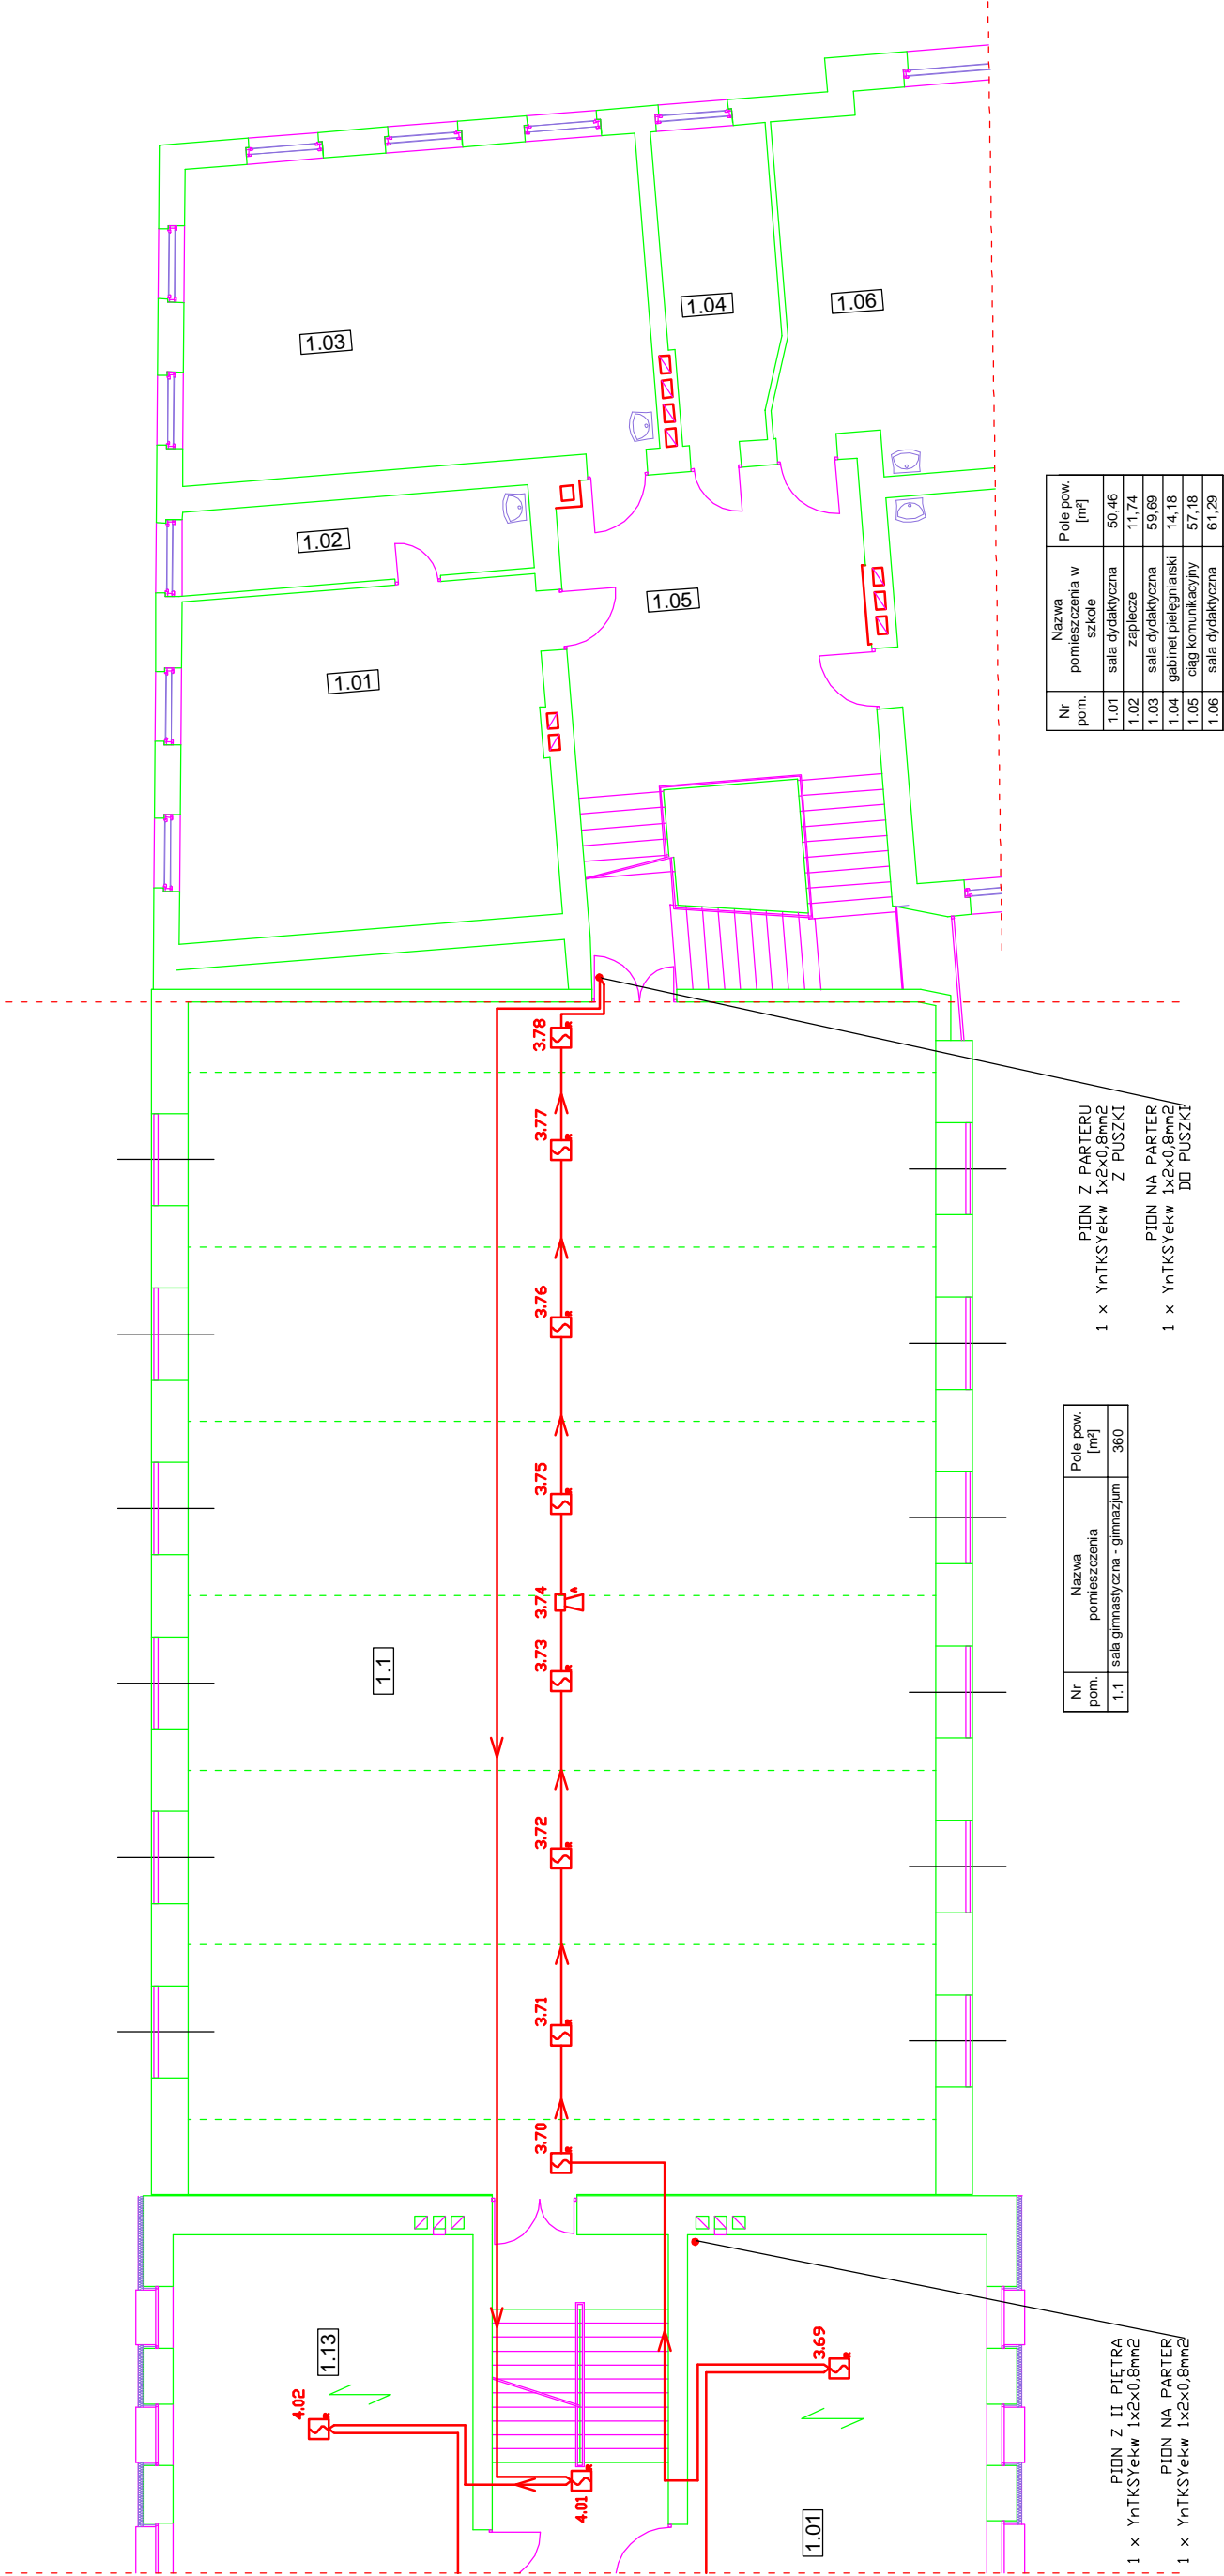 1.03
1.04
1.06
1.02
1.01
1.05
Nr pom.
Nazwa pomieszczenia w szkole
Pole pow. [m²]
1.01 sala dydaktyczna 50,46
1.02 zaplecze 11,74
1.03 sala dydaktyczna 59,69
1.04 gabinet pielęgniarski 14,18
1.05 ciąg komunikacyjny 57,18
1.06 sala dydaktyczna 61,29
3.78
3.77
3.76
3.75
3.74
3.73
3.72
3.71
3.70
1.1
PION Z PARTERU
1 x YnTKSYekw 1x2x0,8mm2
Z PUSZKI
PION NA PARTER
1 x YnTKSYekw 1x2x0,8mm2
DO PUSZKI
Nr pom.
Nazwa pomieszczenia
Pole pow. [m²]
1.1 sala gimnastyczna - gimnazjum 360
1.13
4.02
4.01
3.69
1.01
PION Z II PIĘTRA
1 x YnTKSYekw 1x2x0,8mm2
PION NA PARTER
1 x YnTKSYekw 1x2x0,8mm2